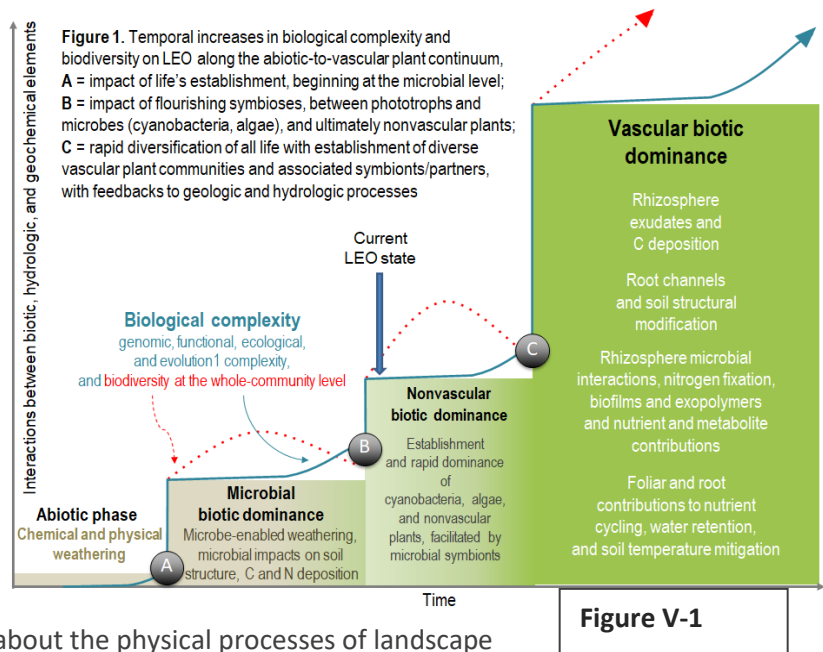 Figure 1. Temporal increases in biological complexity and
biodiversity on LEO along the abiotic-to-vascular plant continuum,
A = impact of life's establishment, beginning at the microbial level;
B = impact of flourishing symbioses, between phototrophs and
microbes (cyanobacteria, algae), and ultimately nonvascular plants;
C = rapid diversification of all life with establishment of diverse
vascular plant communities and associated symbionts/partners,
with feedbacks to geologic and hydrologic processes
Interactions between biotic, hydrologic, and geochemical elements
Current
LEO state
Biological complexity
genomic, functional, ecological,
and evolution1 complexity,
and biodiversity at the whole-community level
Abiotic phase
Chemical and physical
weathering
A
Microbial
biotic dominance
Microbe-enabled weathering,
microbial impacts on soil
structure, C and N deposition
B
Nonvascular
biotic dominance
Establishment
and rapid dominance
of
cyanobacteria, algae,
and nonvascular
plants, facilitated by
microbial symbionts
C
Vascular biotic
dominance
Rhizosphere
exudates and
C deposition
Root channels
and soil structural
modification
Rhizosphere microbial
interactions, nitrogen fixation,
biofilms and exopolymers
and nutrient and metabolite
contributions
Foliar and root
contributions to nutrient
cycling, water retention,
and soil temperature mitigation
Time
Figure V-1
about the physical processes of landscape